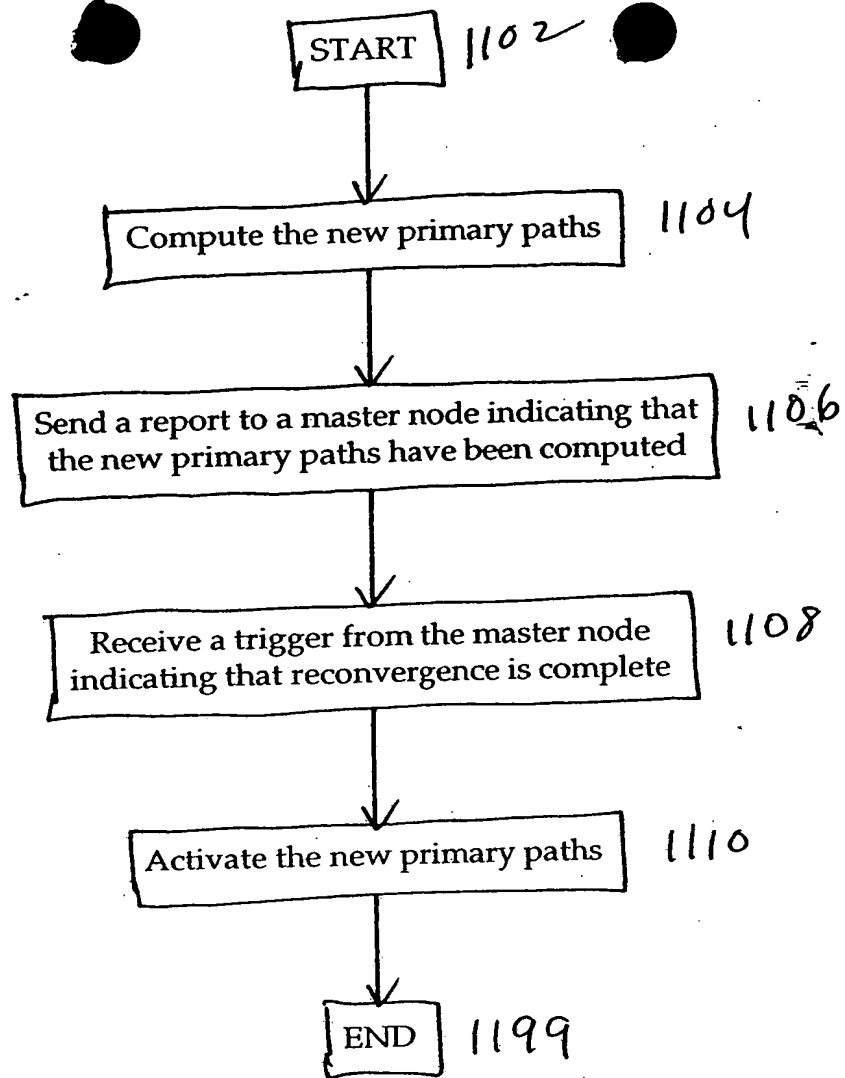 START 1102
Compute the new primary paths 1104
Send a report to a master node indicating that 1106
the new primary paths have been computed
Receive a trigger from the master node 1108
indicating that reconvergence is complete
Activate the new primary paths 1110
END 1199